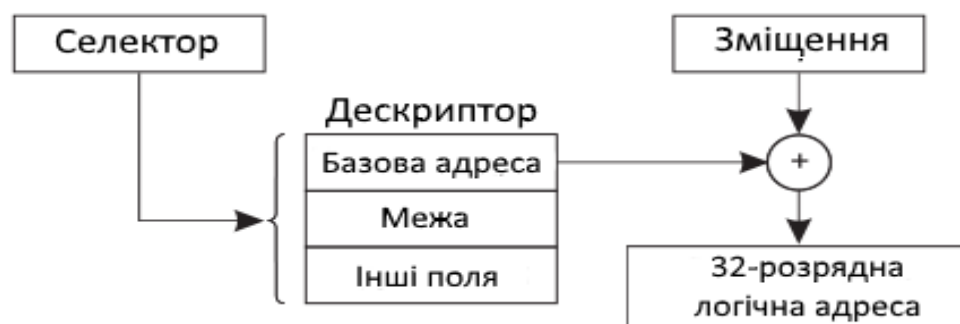 Селектор
Зміщення
Дескриптор
Базова адреса
+
Межа
Інші поля
32-розрядна
логічна адреса